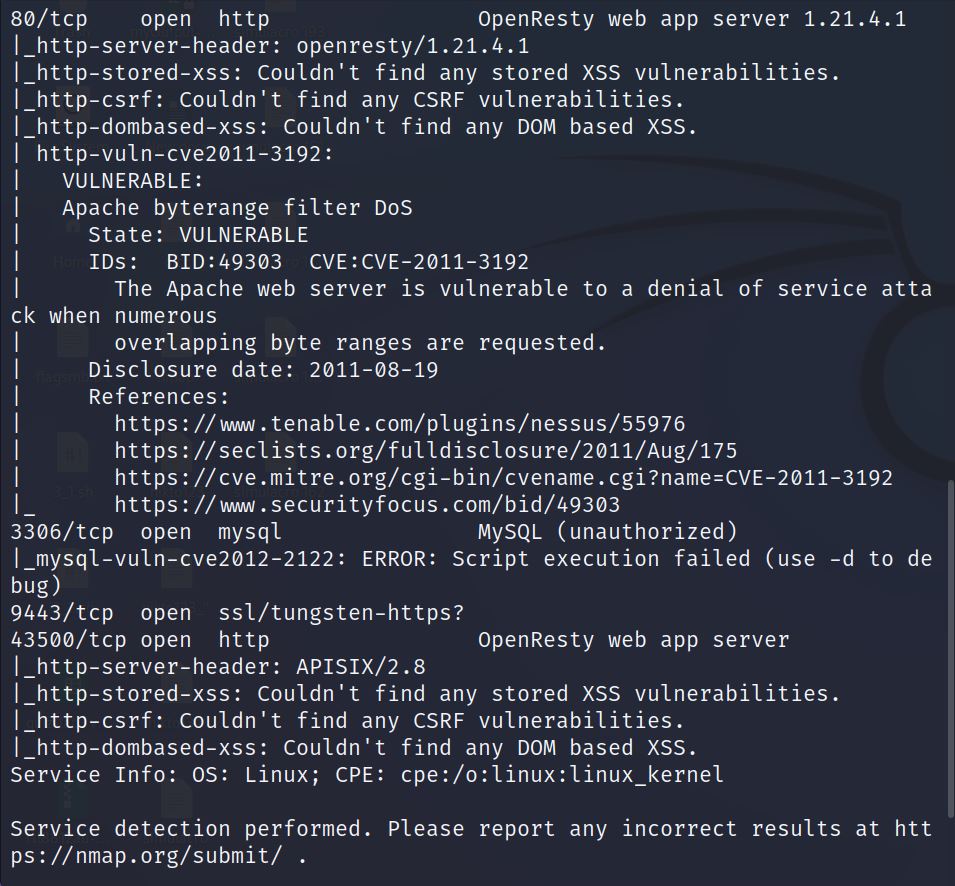 80/tcp    open  http                OpenResty web app server 1.21.4.1
|_http-server-header: openresty/1.21.4.1
|_http-stored-xss: Couldn't find any stored XSS vulnerabilities.
|_http-csrf: Couldn't find any CSRF vulnerabilities.
|_http-dombased-xss: Couldn't find any DOM based XSS.
| http-vuln-cve2011-3192:
|   VULNERABLE:
|   Apache byterange filter DoS
|     State: VULNERABLE
|     IDs:  BID:49303  CVE:CVE-2011-3192
|       The Apache web server is vulnerable to a denial of service atta
ck when numerous
|       overlapping byte ranges are requested.
|     Disclosure date: 2011-08-19
|     References:
|       https://www.tenable.com/plugins/nessus/55976
|       https://seclists.org/fulldisclosure/2011/Aug/175
|       https://cve.mitre.org/cgi-bin/cvename.cgi?name=CVE-2011-3192
|_      https://www.securityfocus.com/bid/49303
3306/tcp  open  mysql               MySQL (unauthorized)
|_mysql-vuln-cve2012-2122: ERROR: Script execution failed (use -d to de
bug)
9443/tcp  open  ssl/tungsten-https?
43500/tcp open  http                OpenResty web app server
|_http-server-header: APISIX/2.8
|_http-stored-xss: Couldn't find any stored XSS vulnerabilities.
|_http-csrf: Couldn't find any CSRF vulnerabilities.
|_http-dombased-xss: Couldn't find any DOM based XSS.
Service Info: OS: Linux; CPE: cpe:/o:linux:linux_kernel

Service detection performed. Please report any incorrect results at htt
ps://nmap.org/submit/ .